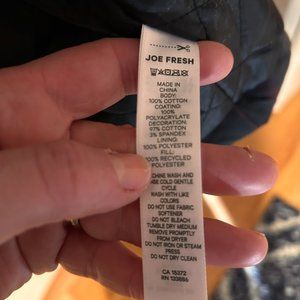 JOE FRESH
MADE IN
CHINA
BODY:
100% COTTON
COATING:
100%
POLYACRYLATE
DECORATION:
97% COTTON
3% SPANDEX
LINING:
100% POLYESTER
FILL:
100% RECYCLED
POLYESTER
CHINE WASH AND
SE COLD GENTLE
CYCLE
WASH WITH LIKE
COLORS
DO NOT USE FABRIC
SOFTENER
DO NOT BLEACH
TUMBLE DRY MEDIUM
REMOVE PROMPTLY
FROM DRYER
DO NOT IRON OR STEAM
PRESS
DO NOT DRY CLEAN
CA 15372